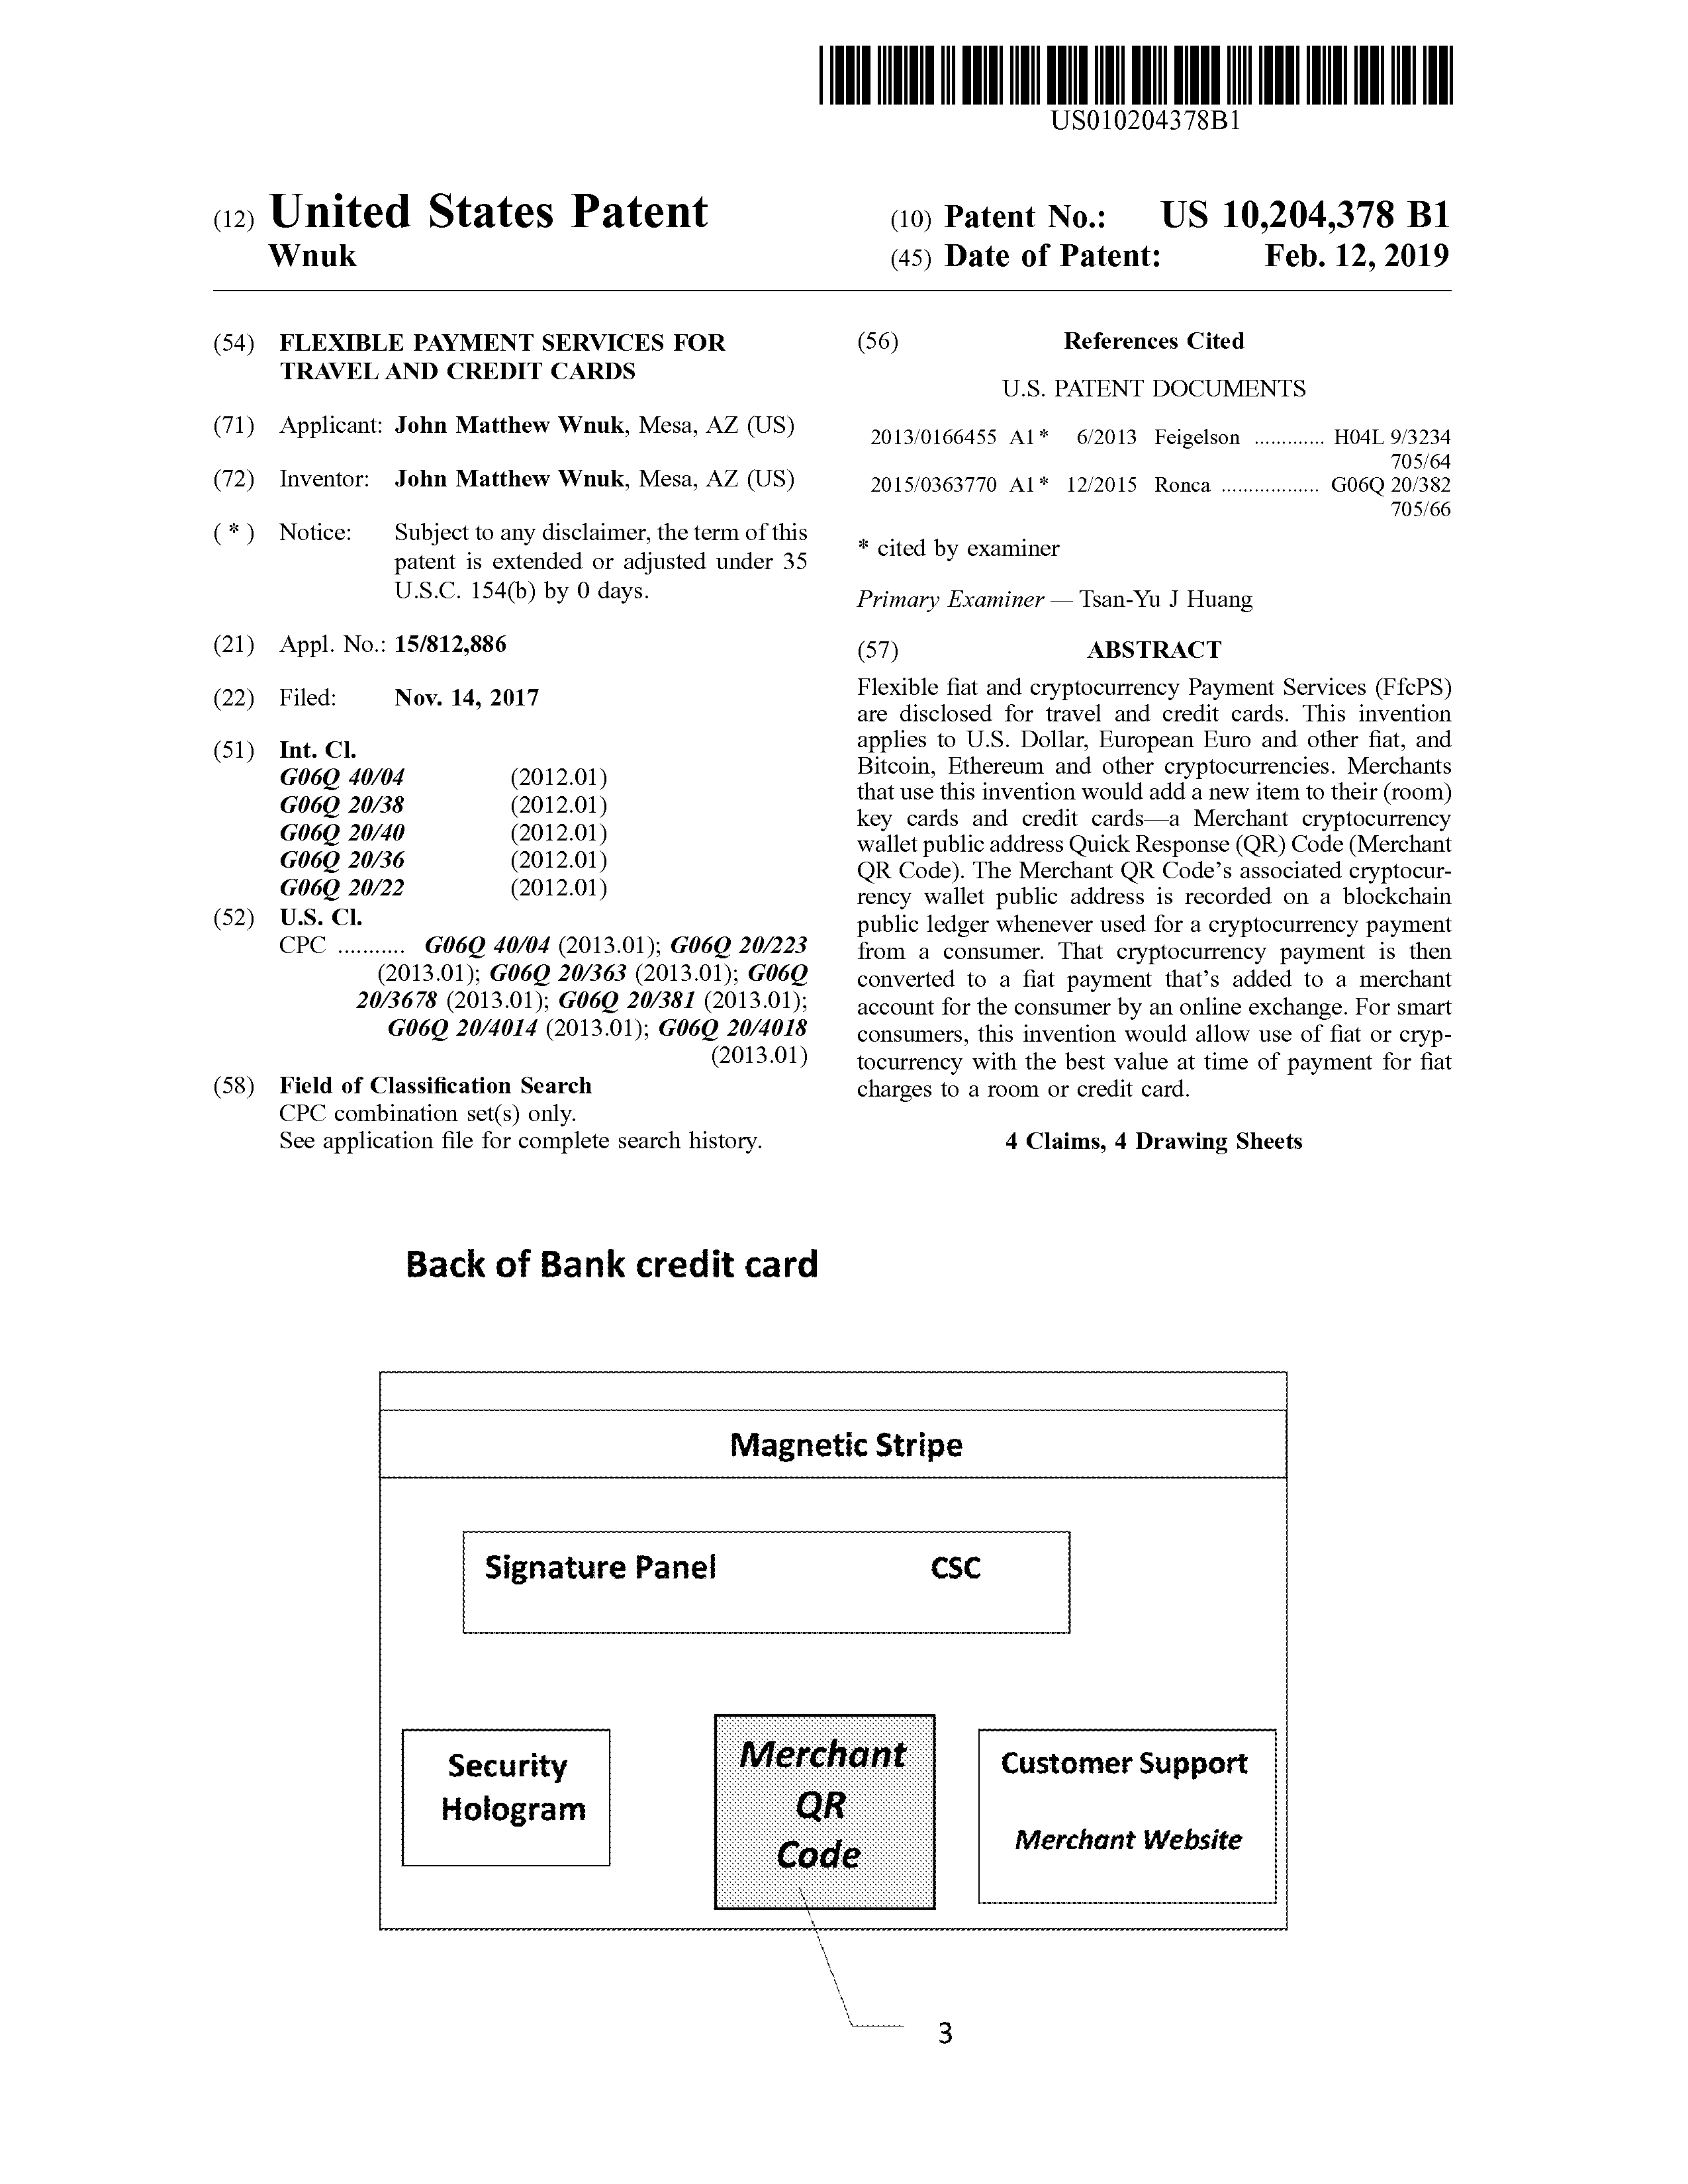 US010204378B1
(12) United States Patent
Wnuk
(10) Patent No.: US 10,204,378 B1
(45) Date of Patent: Feb. 12, 2019
(54) FLEXIBLE PAYMENT SERVICES FOR
TRAVEL AND CREDIT CARDS
(71) Applicant: John Matthew Wnuk, Mesa, AZ (US)
(72) Inventor: John Matthew Wnuk, Mesa, AZ (US)
( * ) Notice: Subject to any disclaimer, the term of this
patent is extended or adjusted under 35
U.S.C. 154(b) by 0 days.
(21) Appl. No.: 15/812,886
(22) Filed: Nov. 14, 2017
(51) Int. Cl.
G06Q 40/04 (2012.01)
G06Q 20/38 (2012.01)
G06Q 20/40 (2012.01)
G06Q 20/36 (2012.01)
G06Q 20/22 (2012.01)
(52) U.S. Cl.
CPC ........... G06Q 40/04 (2013.01); G06Q 20/223
(2013.01); G06Q 20/363 (2013.01); G06Q
20/3678 (2013.01); G06Q 20/381 (2013.01);
G06Q 20/4014 (2013.01); G06Q 20/4018
(2013.01)
(58) Field of Classification Search
CPC combination set(s) only.
See application file for complete search history.
(56) References Cited
U.S. PATENT DOCUMENTS
2013/0166455 A1* 6/2013 Feigelson ............. H04L 9/3234
705/64
2015/0363770 A1* 12/2015 Ronca .................. G06Q 20/382
705/66
* cited by examiner
Primary Examiner — Tsan-Yu J Huang
(57) ABSTRACT
Flexible fiat and cryptocurrency Payment Services (FfcPS)
are disclosed for travel and credit cards. This invention
applies to U.S. Dollar, European Euro and other fiat, and
Bitcoin, Ethereum and other cryptocurrencies. Merchants
that use this invention would add a new item to their (room)
key cards and credit cards—a Merchant cryptocurrency
wallet public address Quick Response (QR) Code (Merchant
QR Code). The Merchant QR Code's associated cryptocur-
rency wallet public address is recorded on a blockchain
public ledger whenever used for a cryptocurrency payment
from a consumer. That cryptocurrency payment is then
converted to a fiat payment that's added to a merchant
account for the consumer by an online exchange. For smart
consumers, this invention would allow use of fiat or cryp-
tocurrency with the best value at time of payment for fiat
charges to a room or credit card.
4 Claims, 4 Drawing Sheets
Back of Bank credit card
Magnetic Stripe
Signature Panel CSC
Security
Hologram
Merchant
QR
Code
Customer Support
Merchant Website
3